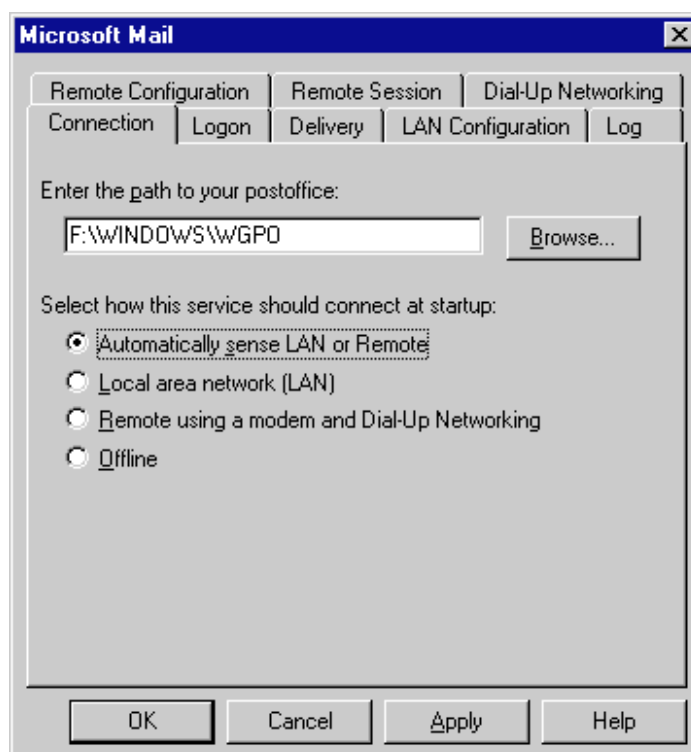 Microsoft Mail
Remote Configuration Remote Session Dial-Up Networking
Connection Logon Delivery LAN Configuration Log
Enter the path to your postoffice:
F:\WINDOWS\WGPO
Browse...
Select how this service should connect at startup:
Automatically sense LAN or Remote
Local area network (LAN)
Remote using a modem and Dial-Up Networking
Offline
OK Cancel Apply Help